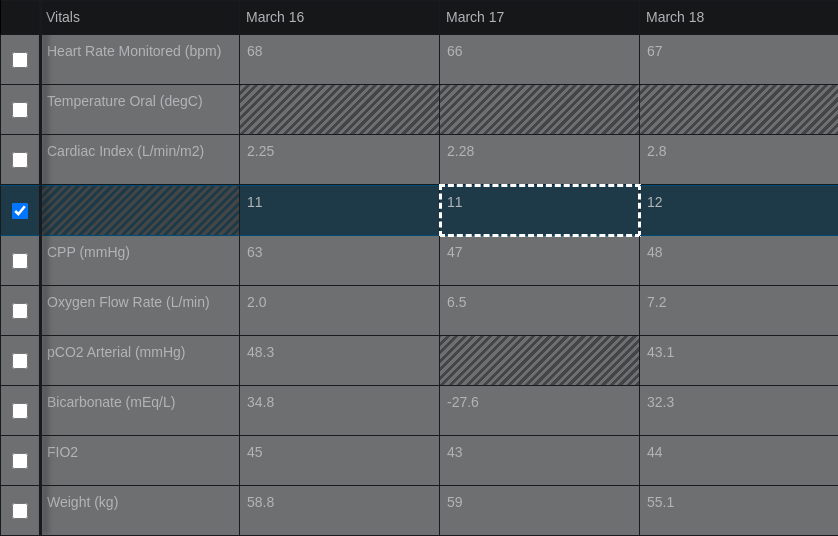 Vitals March 16 March 17 March 18
Heart Rate Monitored (bpm) 68 66 67
Temperature Oral (degC)
Cardiac Index (L/min/m2) 2.25 2.28 2.8
11 11 12
CPP (mmHg) 63 47 48
Oxygen Flow Rate (L/min) 2.0 6.5 7.2
pCO2 Arterial (mmHg) 48.3 43.1
Bicarbonate (mEq/L) 34.8 -27.6 32.3
FIO2 45 43 44
Weight (kg) 58.8 59 55.1